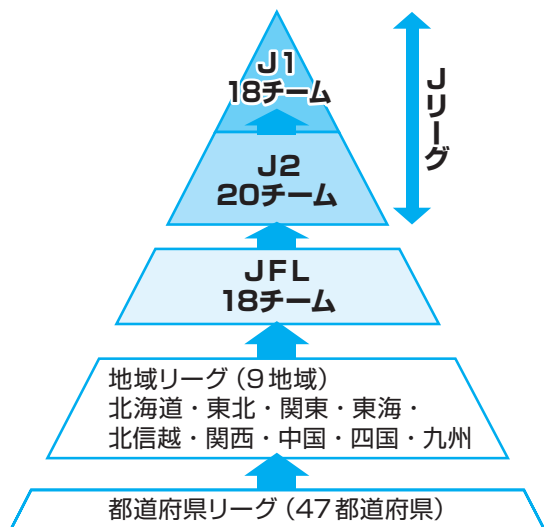 J1
18チーム
Jリーグ
J2
20チーム
JFL
18チーム
地域リーグ(9地域)
北海道・東北・関東・東海・
北信越・関西・中国・四国・九州
都道府県リーグ(47都道府県)